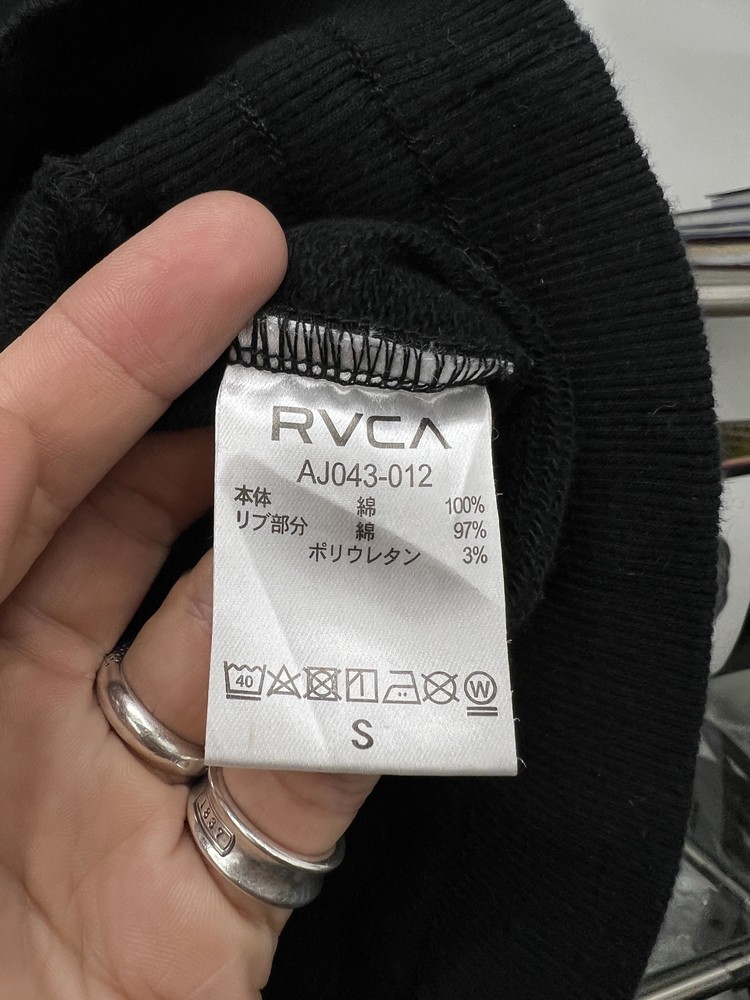 RVCA
AJ043-012
本体 綿 100%
リブ部分 綿 97%
ポリウレタン 3%
40 W
S
1837